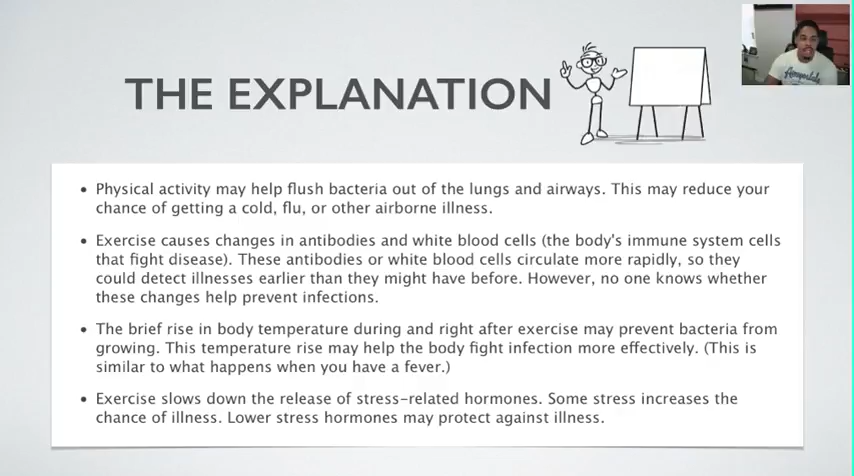 THE EXPLANATION
• Physical activity may help flush bacteria out of the lungs and airways. This may reduce your
chance of getting a cold, flu, or other airborne illness.
• Exercise causes changes in antibodies and white blood cells (the body's immune system cells
that fight disease). These antibodies or white blood cells circulate more rapidly, so they
could detect illnesses earlier than they might have before. However, no one knows whether
these changes help prevent infections.
• The brief rise in body temperature during and right after exercise may prevent bacteria from
growing. This temperature rise may help the body fight infection more effectively. (This is
similar to what happens when you have a fever.)
• Exercise slows down the release of stress-related hormones. Some stress increases the
chance of illness. Lower stress hormones may protect against illness.